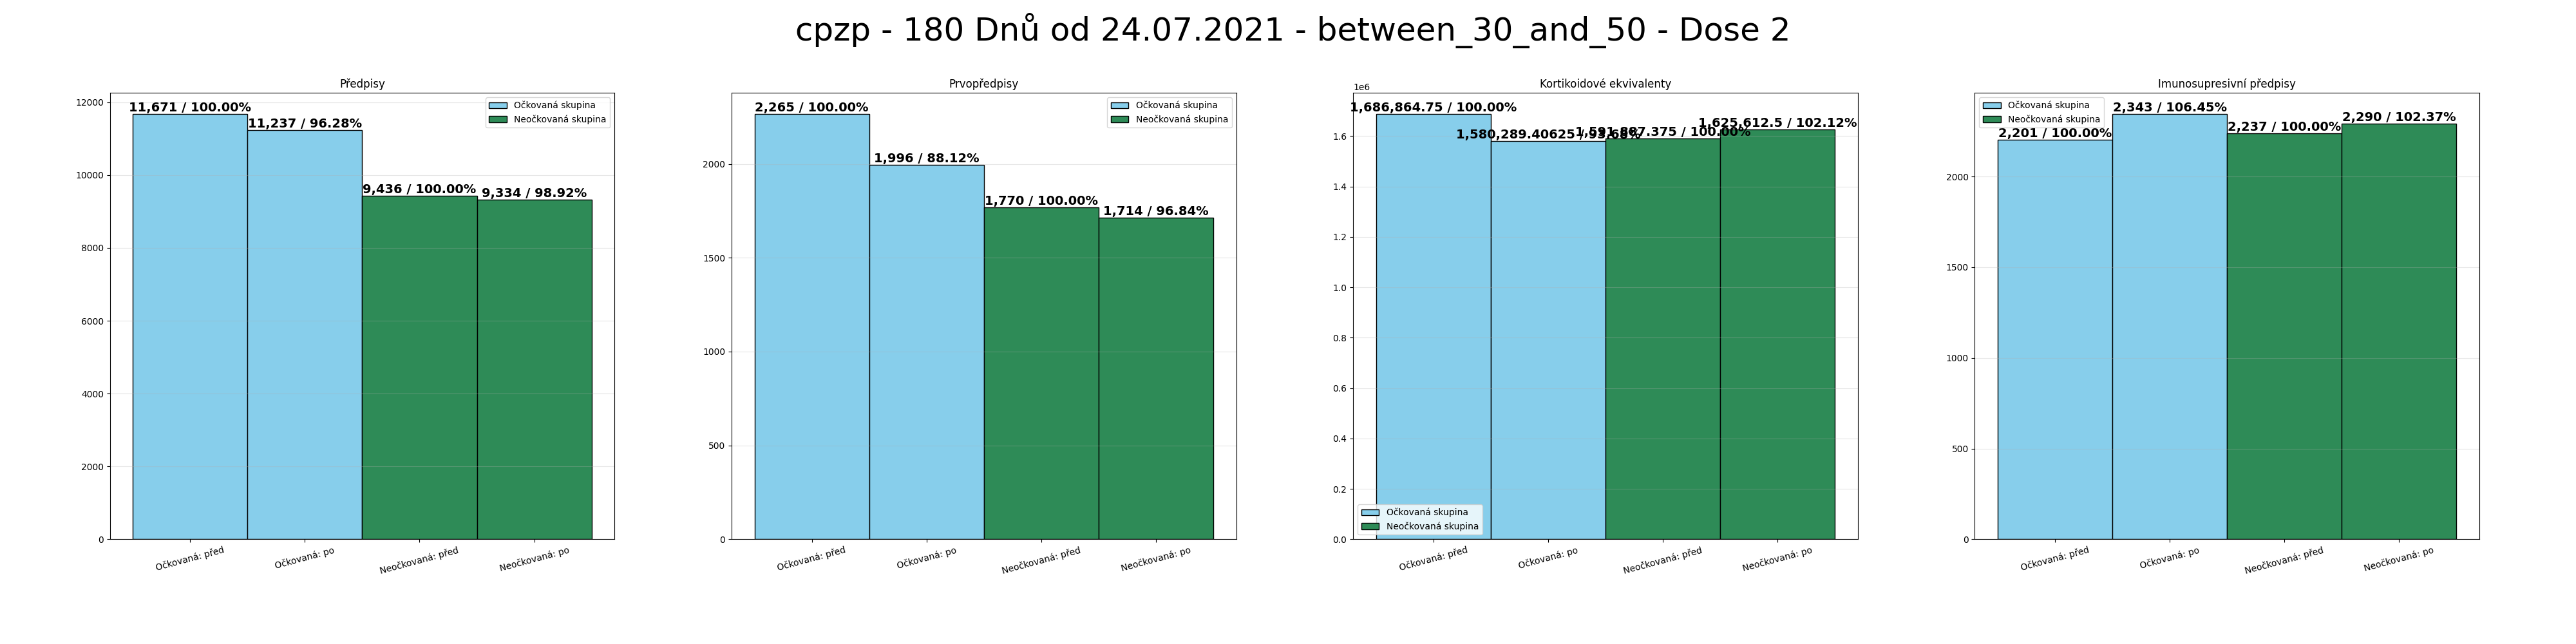 cpzp - 180 Dnů od 24.07.2021 - between_30_and_50 - Dose 2
Předpisy
12000
10000
8000
6000
4000
2000
0
11,671 / 100.00%
11,237 / 96.28%
9,436 / 100.00%
9,334 / 98.92%
Očkovaná skupina
Neočkovaná skupina
Očkovaná: před
Očkovaná: po
Neočkovaná: před
Neočkovaná: po
Prvopředpisy
2000
1500
1000
500
0
2,265 / 100.00%
1,996 / 88.12%
1,770 / 100.00%
1,714 / 96.84%
Očkovaná skupina
Neočkovaná skupina
Očkovaná: před
Očkovaná: po
Neočkovaná: před
Neočkovaná: po
Kortikoidové ekvivalenty
1e6
1.6
1.4
1.2
1.0
0.8
0.6
0.4
0.2
0.0
1,686,864.75 / 100.00%
1,580,289.40625 /
/ 100.00%
1,625,612.5 / 102.12%
Očkovaná skupina
Neočkovaná skupina
Očkovaná: před
Očkovaná: po
Neočkovaná: před
Neočkovaná: po
Imunosupresivní předpisy
2000
1500
1000
500
0
Očkovaná skupina
Neočkovaná skupina
2,201 / 100.00%
2,343 / 106.45%
2,237 / 100.00%
2,290 / 102.37%
Očkovaná: před
Očkovaná: po
Neočkovaná: před
Neočkovaná: po